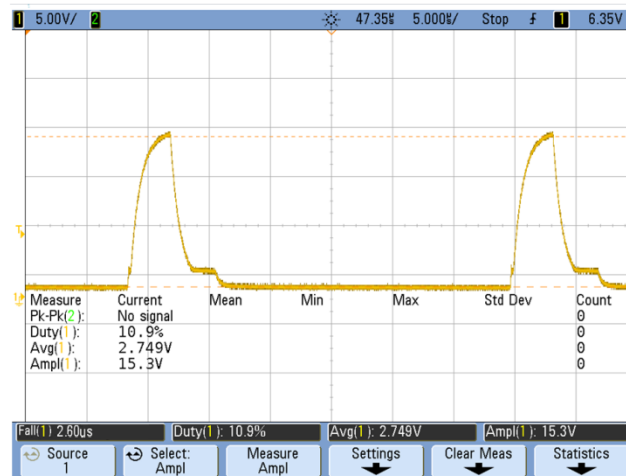 1 5.00V/ 2 47.35% 5.000%/ Stop 1 6.35V
T
1
Measure Current Mean Min Max Std Dev Count
Pk-Pk(2): No signal 0
Duty(1): 10.9% 0
Avg(1): 2.749V 0
Ampl(1): 15.3V 0
Fall(1) 2.60us Duty(1): 10.9% Avg(1): 2.749V Ampl(1): 15.3V
Source Select: Measure Settings Clear Meas Statistics
1 Ampl Ampl